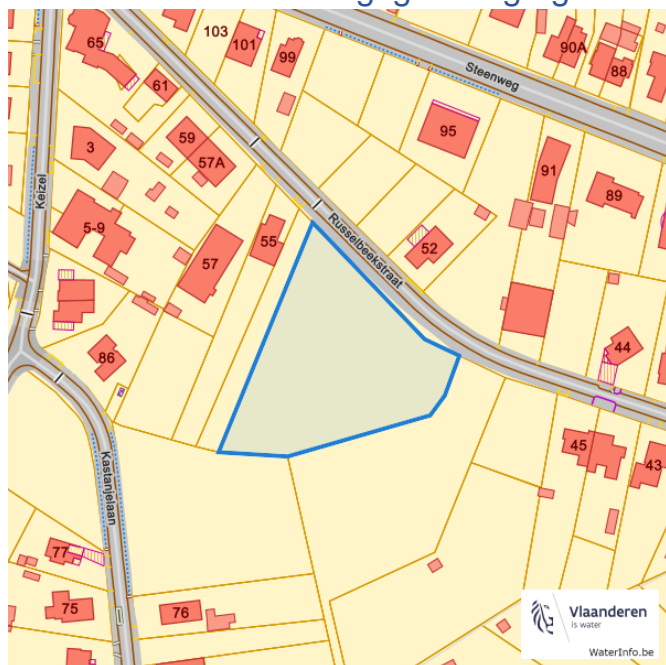 65
103
101
99
61
Steenweg
90A
88
3
59
57A
95
91
89
Keizel
5-9
57
55
Russelbeekstraat
52
86
44
45
43
Kastanjelaan
77
75
76
Vlaanderen
is water
WaterInfo.be